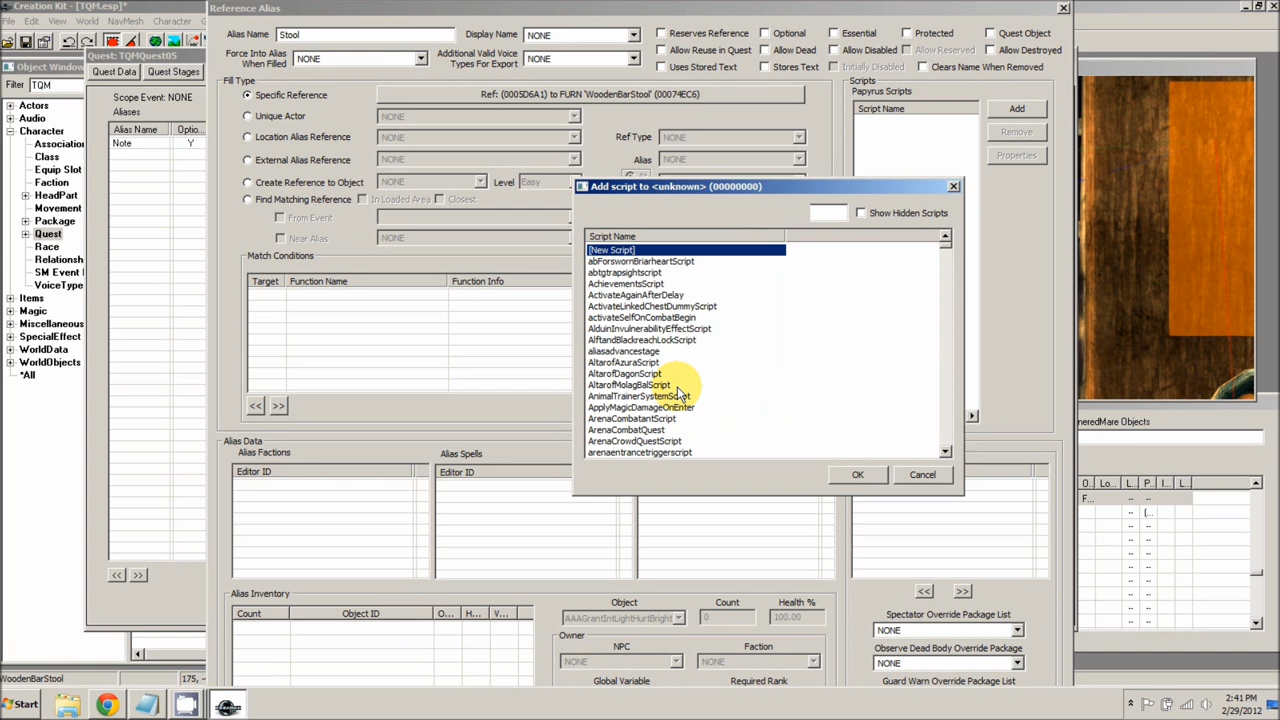 Creation Kit - [TQM.esp]*
File Edit View NavMesh Character
Quest: TQMQuest05
Quest Data Quest Stages
Object Window
Filter TQM
Actors
Audio
Character
Class
Equip Slot
Faction
HeadPart
Movement
Package
Quest
Race
SM Event
VoiceType
Items
Magic
Miscellaneous
SpecialEffect
WorldData
WorldObjects
*All
Scope Event: NONE
Aliases
Alias Name Optio...
Note Y
<< >>
Reference Alias
Alias Name Stool Display Name NONE
Force Into Alias When Filled NONE Additional Valid Voice Types For Export NONE
Reserves Reference Optional Essential Protected Quest Object
Allow Reuse in Quest Allow Dead Allow Disabled Allow Reserved Allow Destroyed
Uses Stored Text Stores Text Initially Disabled Clears Name When Removed
Fill Type
Specific Reference Ref: (0005D6A1) to FURN 'WoodenBarStool' (00074EC6)
Unique Actor NONE
Location Alias Reference NONE Ref Type NONE
External Alias Reference NONE Alias NONE
Create Reference to Object NONE Level Easy
Find Matching Reference In Loaded Area Closest
From Event
Near Alias NONE
Match Conditions
Target Function Name Function Info
<< >>
Scripts
Papyrus Scripts
Script Name
Add
Remove
Properties
Add script to <unknown> (00000000)
Show Hidden Scripts
Script Name
[New Script]
abForswornBriarheartScript
abtgtrapsightscript
AchievementsScript
ActivateAgainAfterDelay
ActivateLinkedChestDummyScript
activateSelfOnCombatBegin
AlduinInvulnerabilityEffectScript
AlftandBlackreachLockScript
aliasadvancestage
AltarofAzuraScript
AltarofDagonScript
AltarofMolagBalScript
AnimalTrainerSystemScript
ApplyMagicDamageOnEnter
ArenaCombatantScript
ArenaCombatQuest
ArenaCrowdQuestScript
arenaentrancetriggerscript
OK Cancel
Alias Data
Alias Factions Alias Spells
Editor ID Editor ID
<< >>
Alias Inventory
Count Object ID O... H... V...
Object Count Health %
AAAGrantIntLightHurtBright 0 100.00
Owner
NPC Faction
NONE NONE
Global Variable Required Rank
Spectator Override Package List
NONE
Observe Dead Body Override Package
NONE
Guard Warn Override Package List
neredMare Objects
O... Lo... L... P... I... L...
F... -- -- --
WoodenBarStool 175, -
Start
2:41 PM
2/29/2012